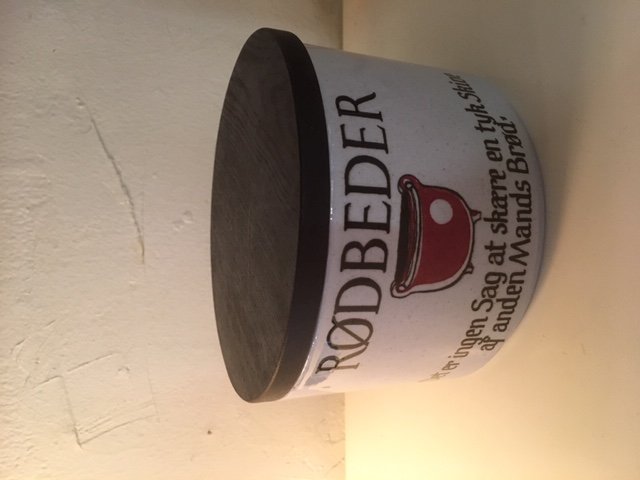 RØDBEDER
er ingen Sag at skære en tyk Skive
af anden Mands Brød.